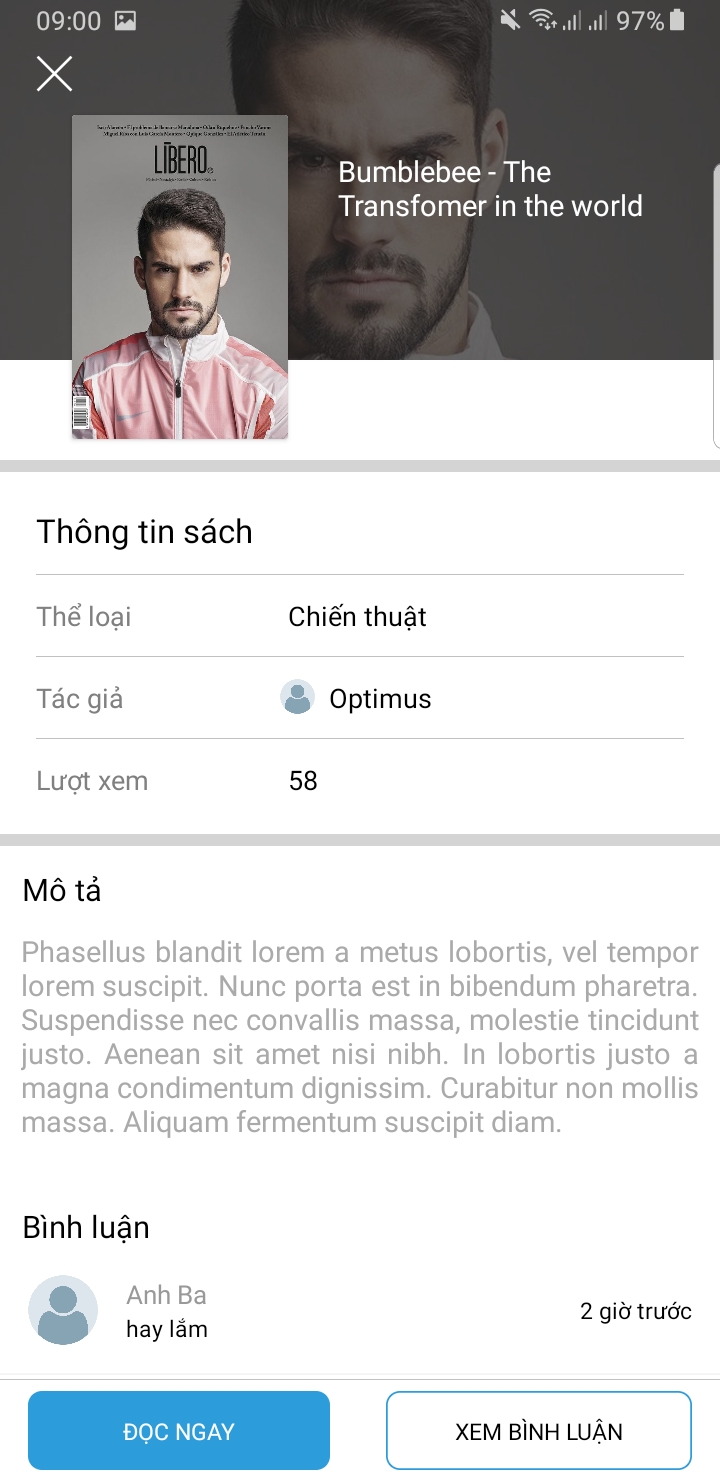 09:00
97%
LÍBERO
Bumblebee - The
Transfomer in the world
Thông tin sách
Thể loại
Chiến thuật
Tác giả
Optimus
Lượt xem
58
Mô tả
Phasellus blandit lorem a metus lobortis, vel tempor
lorem suscipit. Nunc porta est in bibendum pharetra.
Suspendisse nec convallis massa, molestie tincidunt
justo. Aenean sit amet nisi nibh. In lobortis justo a
magna condimentum dignissim. Curabitur non mollis
massa. Aliquam fermentum suscipit diam.
Bình luận
Anh Ba
hay lắm
2 giờ trước
ĐỌC NGAY
XEM BÌNH LUẬN